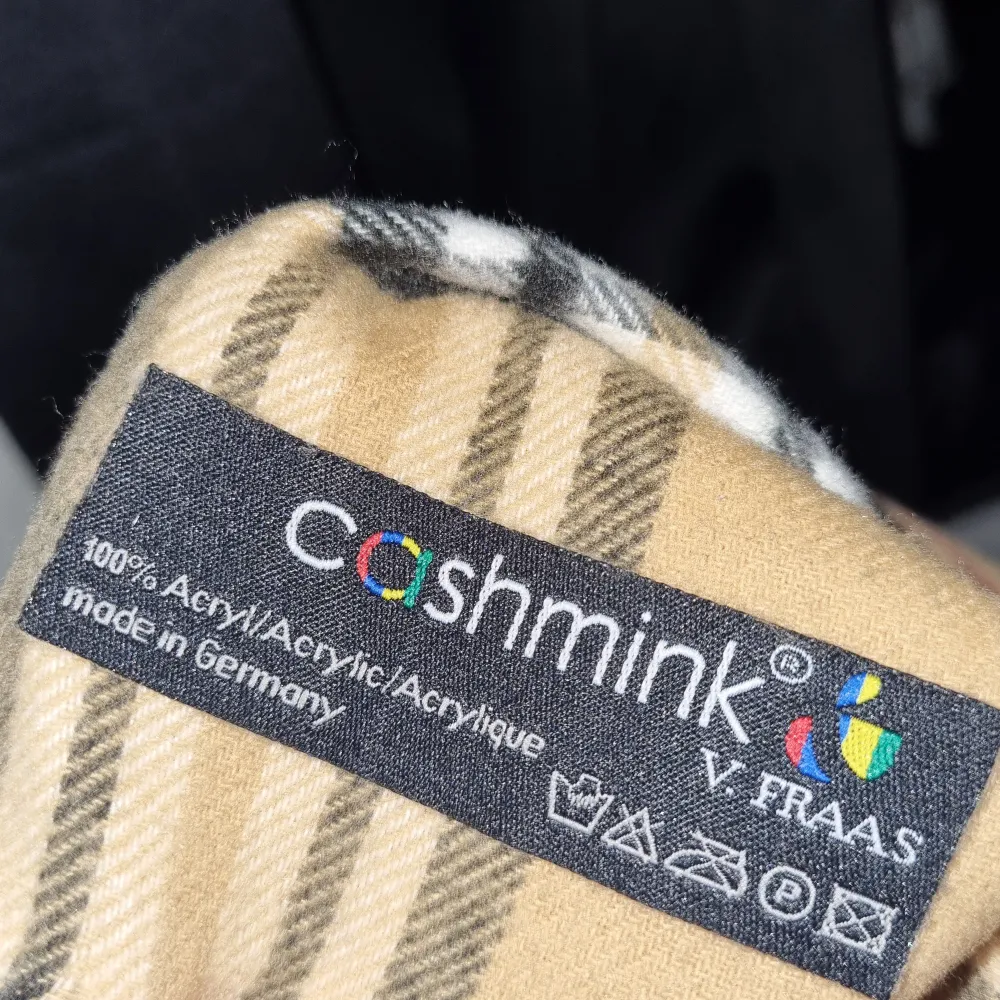 cashmink®
V. FRAAS
100% Acryl/Acrylic/Acrylique
made in Germany
P